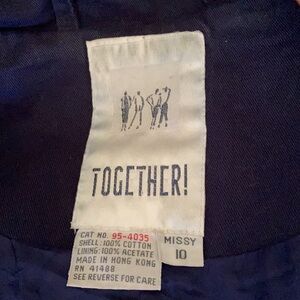 TOGETHER!
CAT NO. 95-4035
SHELL: 100% COTTON
LINING: 100% ACETATE
MADE IN HONG KONG
RN 41488
SEE REVERSE FOR CARE
MISSY
10